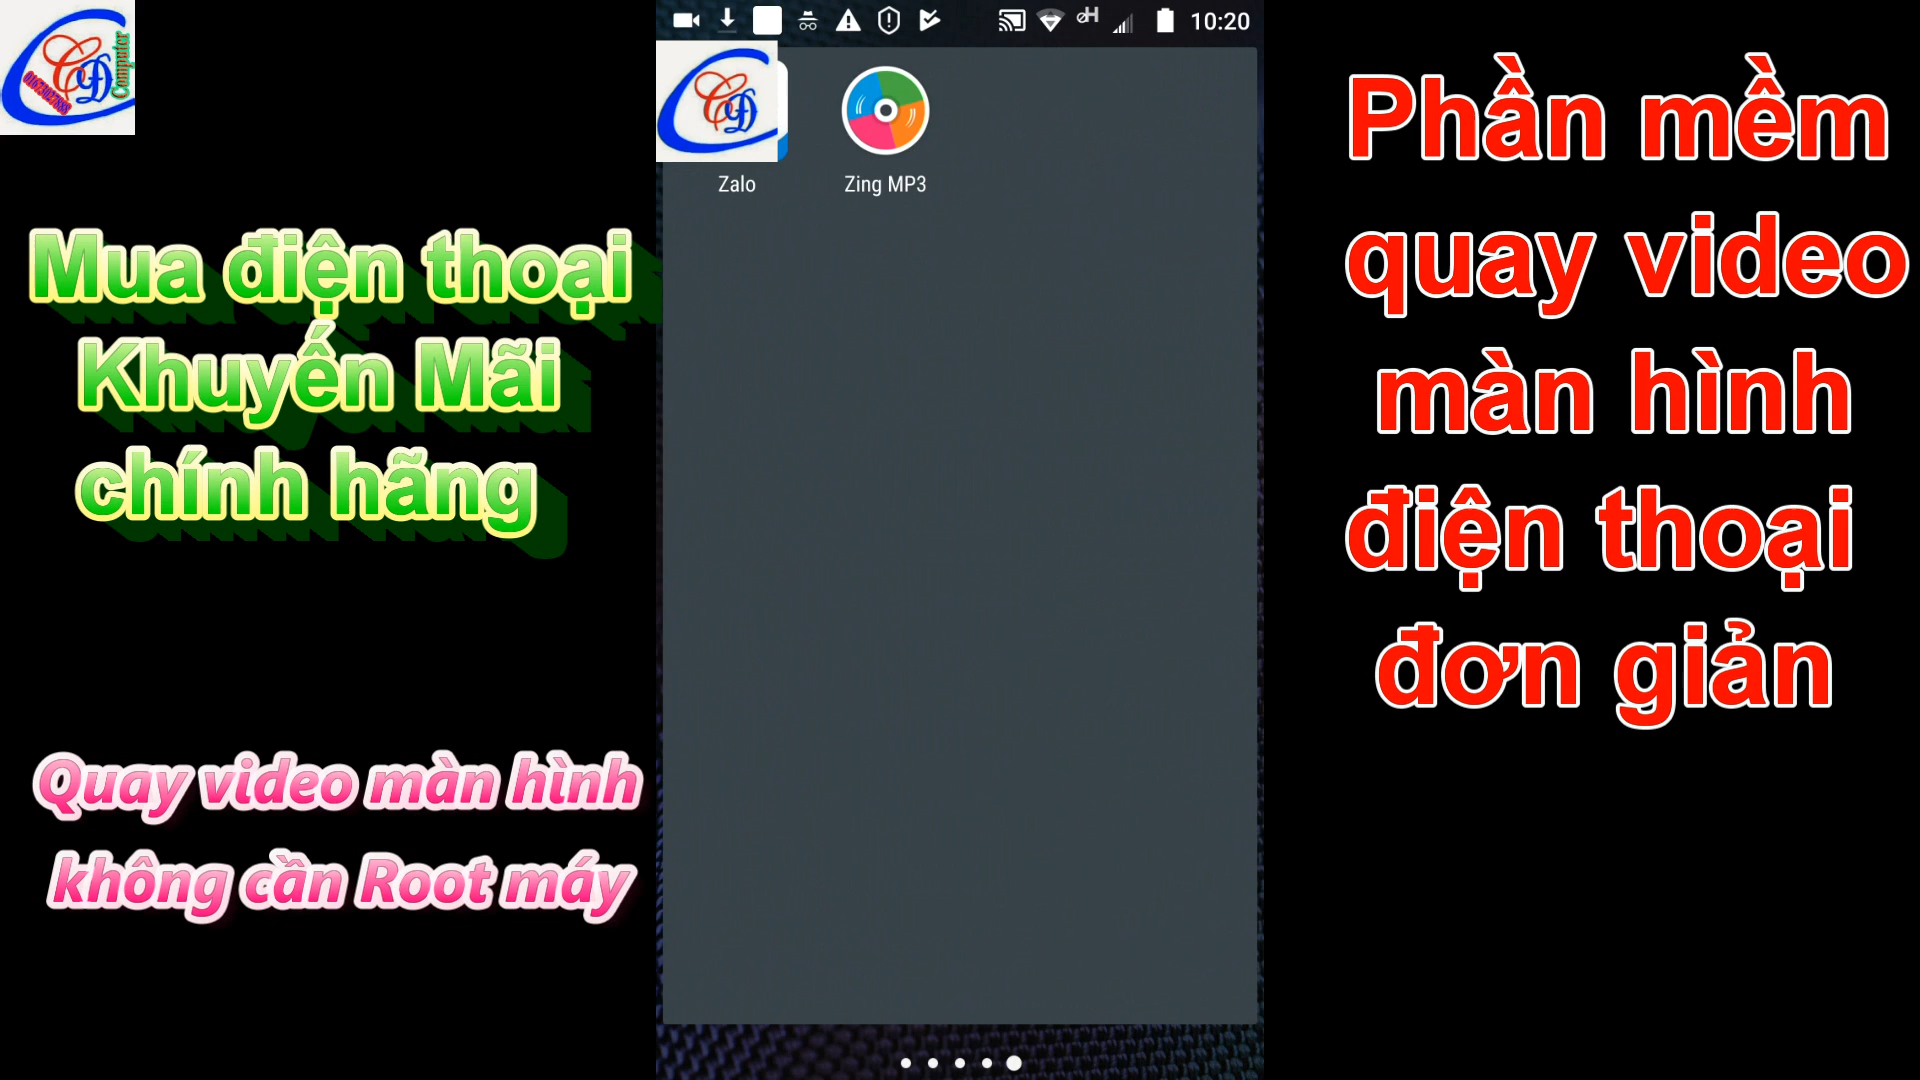 Computer
10:20
Zalo
Zing MP3
Mua điện thoại
Khuyến Mãi
chính hãng
Quay video màn hình
không cần Root máy
Phần mềm
quay video
màn hình
điện thoại
đơn giản